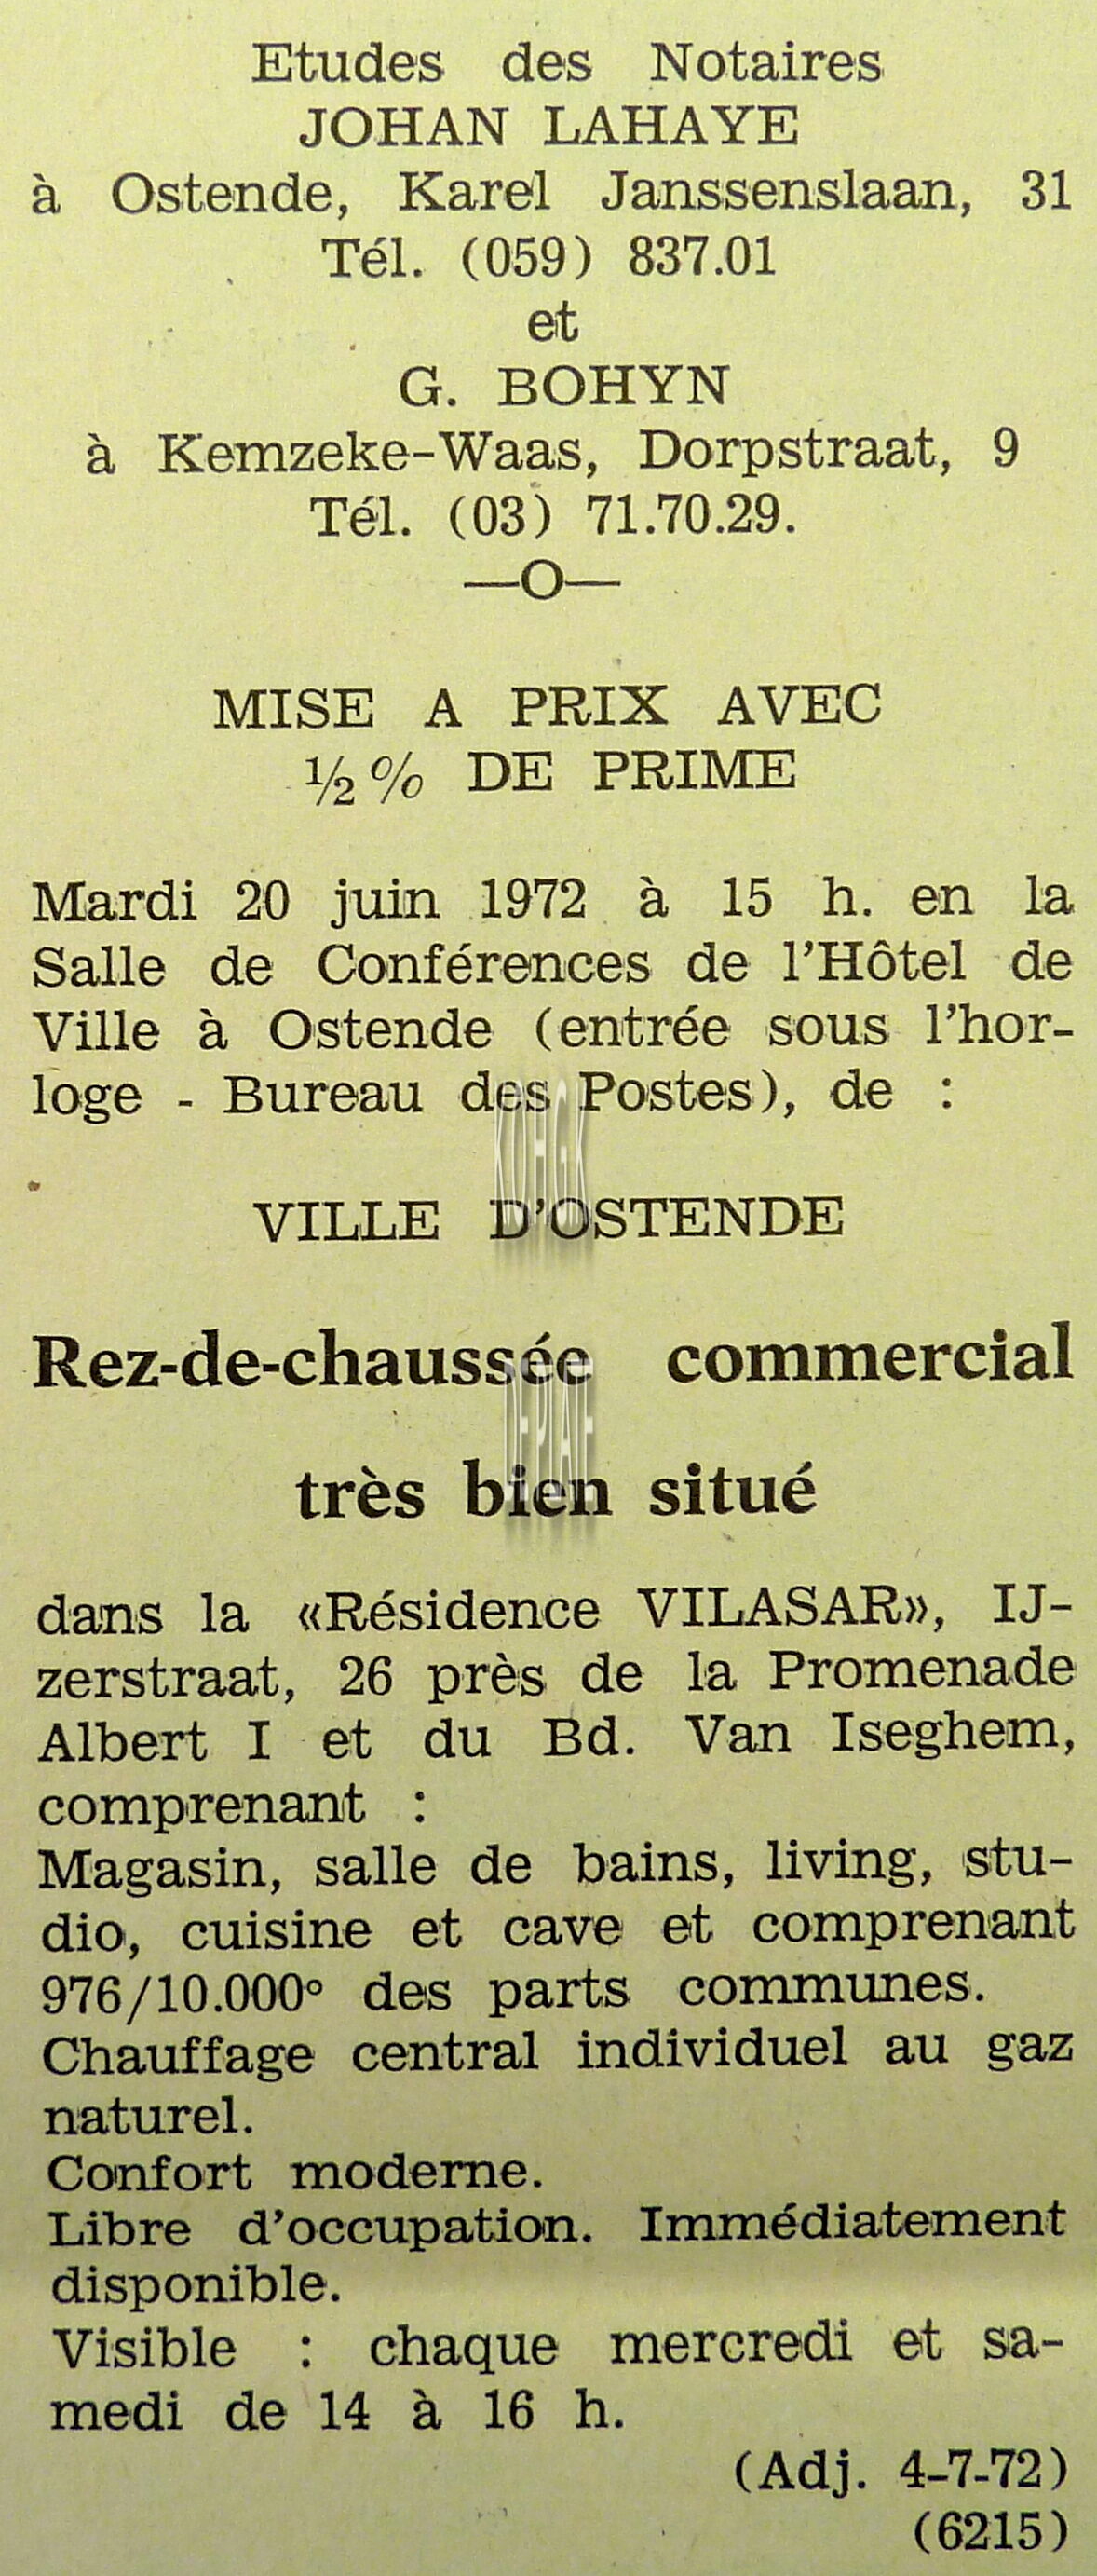 Etudes des Notaires
JOHAN LAHAYE
à Ostende, Karel Janssenslaan, 31
Tél. (059) 837.01
et
G. BOHYN
à Kemzeke-Waas, Dorpstraat, 9
Tél. (03) 71.70.29.
—O—
MISE A PRIX AVEC
½% DE PRIME
Mardi 20 juin 1972 à 15 h. en la
Salle de Conférences de l'Hôtel de
Ville à Ostende (entrée sous l'hor-
loge - Bureau des Postes), de :
KDHGK
VILLE D'OSTENDE
Rez-de-chaussée commercial
DEPLATE
très bien situé
dans la «Résidence VILASAR», IJ-
zerstraat, 26 près de la Promenade
Albert I et du Bd. Van Iseghem,
comprenant :
Magasin, salle de bains, living, stu-
dio, cuisine et cave et comprenant
976/10.000° des parts communes.
Chauffage central individuel au gaz
naturel.
Confort moderne.
Libre d'occupation. Immédiatement
disponible.
Visible : chaque mercredi et sa-
medi de 14 à 16 h.
(Adj. 4-7-72)
(6215)